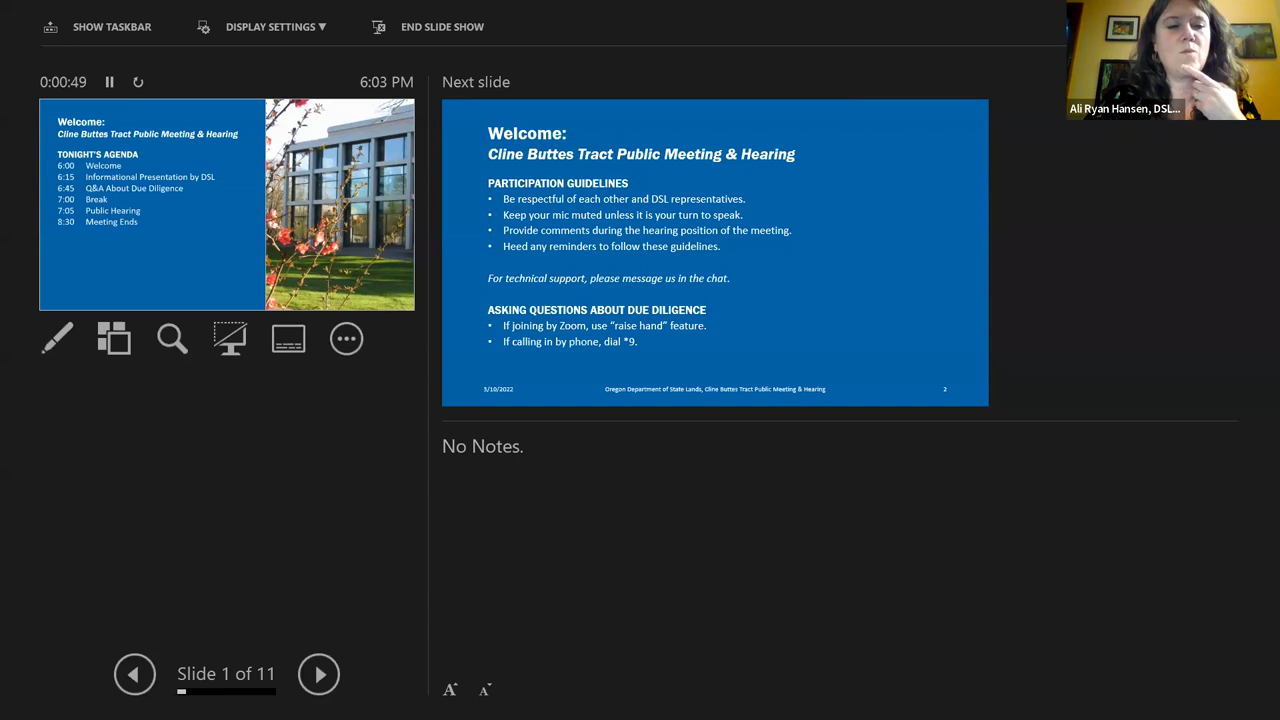 SHOW TASKBAR
DISPLAY SETTINGS ▼
END SLIDE SHOW
Ali Ryan Hansen, DSL...
0:00:49
6:03 PM
Welcome:
Cline Buttes Tract Public Meeting & Hearing
TONIGHT'S AGENDA
6:00 Welcome
6:15 Informational Presentation by DSL
6:45 Q&A About Due Diligence
7:00 Break
7:05 Public Hearing
8:30 Meeting Ends
Slide 1 of 11
Next slide
Welcome:
Cline Buttes Tract Public Meeting & Hearing
PARTICIPATION GUIDELINES
• Be respectful of each other and DSL representatives.
• Keep your mic muted unless it is your turn to speak.
• Provide comments during the hearing position of the meeting.
• Heed any reminders to follow these guidelines.
For technical support, please message us in the chat.
ASKING QUESTIONS ABOUT DUE DILIGENCE
• If joining by Zoom, use “raise hand” feature.
• If calling in by phone, dial *9.
3/10/2022 Oregon Department of State Lands, Cline Buttes Tract Public Meeting & Hearing 2
No Notes.
A A